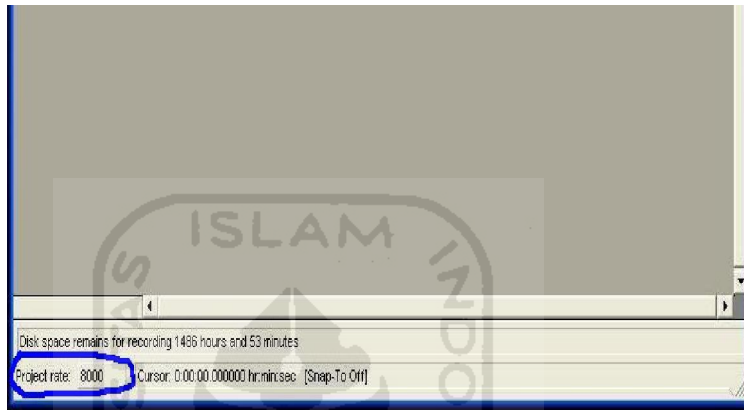 ISLAM
Disk space remains for recording 1486 hours and 53 minutes
Project rate: 8000 Cursor: 0:00:00.000000 hr:min:sec [Snap-To Off]